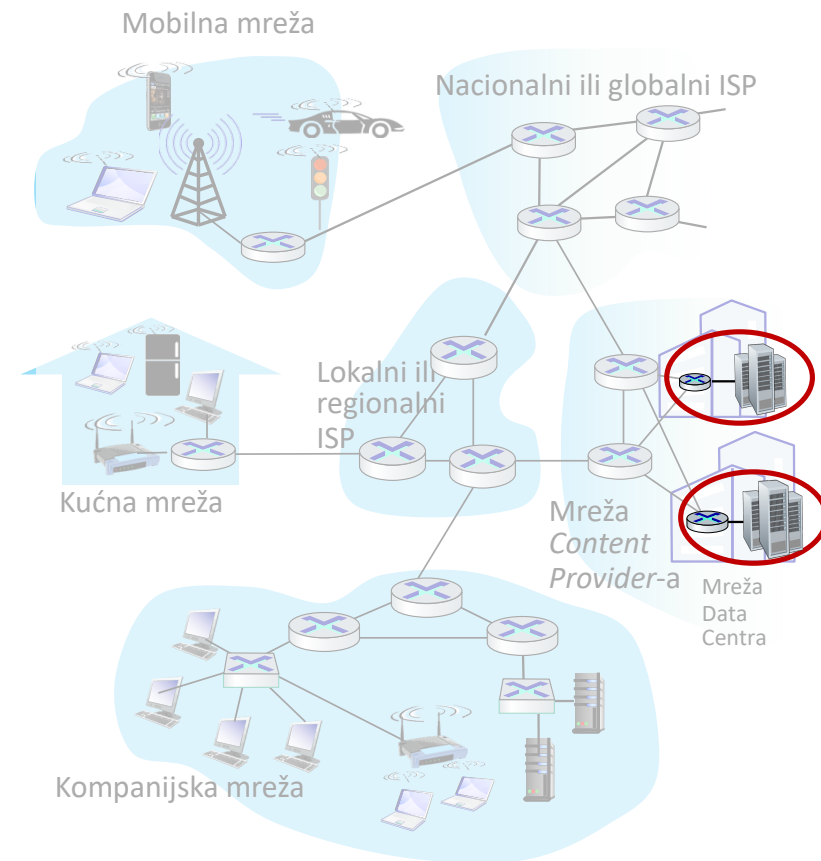 Mobilna mreža
Nacionalni ili globalni ISP
Lokalni ili
regionalni
ISP
Kućna mreža
Mreža
Content
Provider-a
Mreža
Data
Centra
Kompanijska mreža